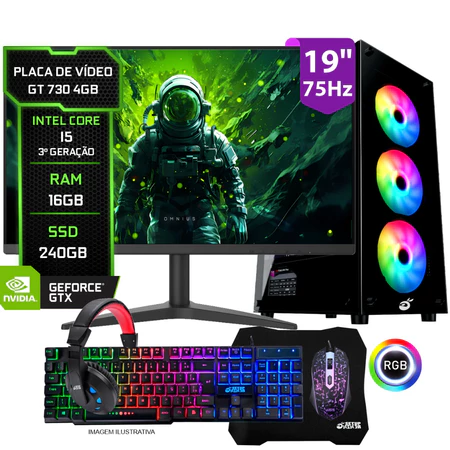 PLACA DE VÍDEO
GT 730 4GB
INTEL CORE
I5
3ª GERAÇÃO
RAM
16GB
SSD
240GB
NVIDIA.
GEFORCE
GTX
19"
75Hz
OMNIUS
RGB
IMAGEM ILUSTRATIVA